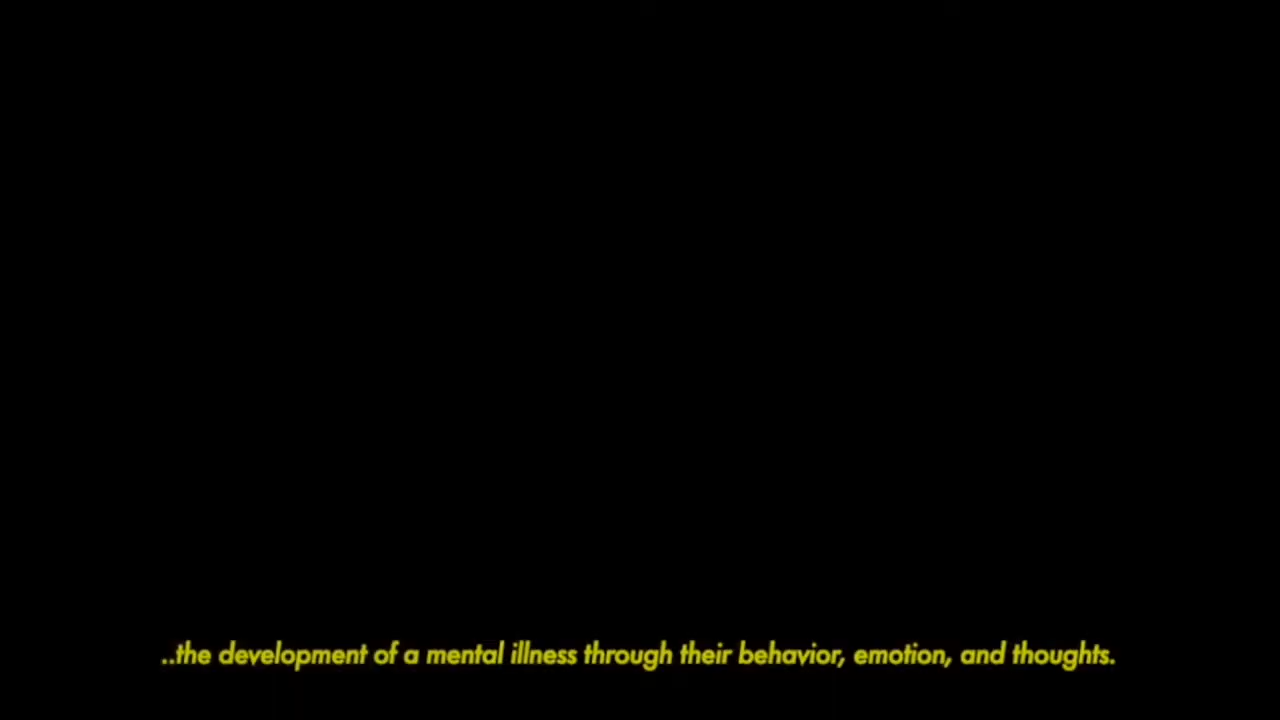 ..the development of a mental illness through their behavior, emotion, and thoughts.